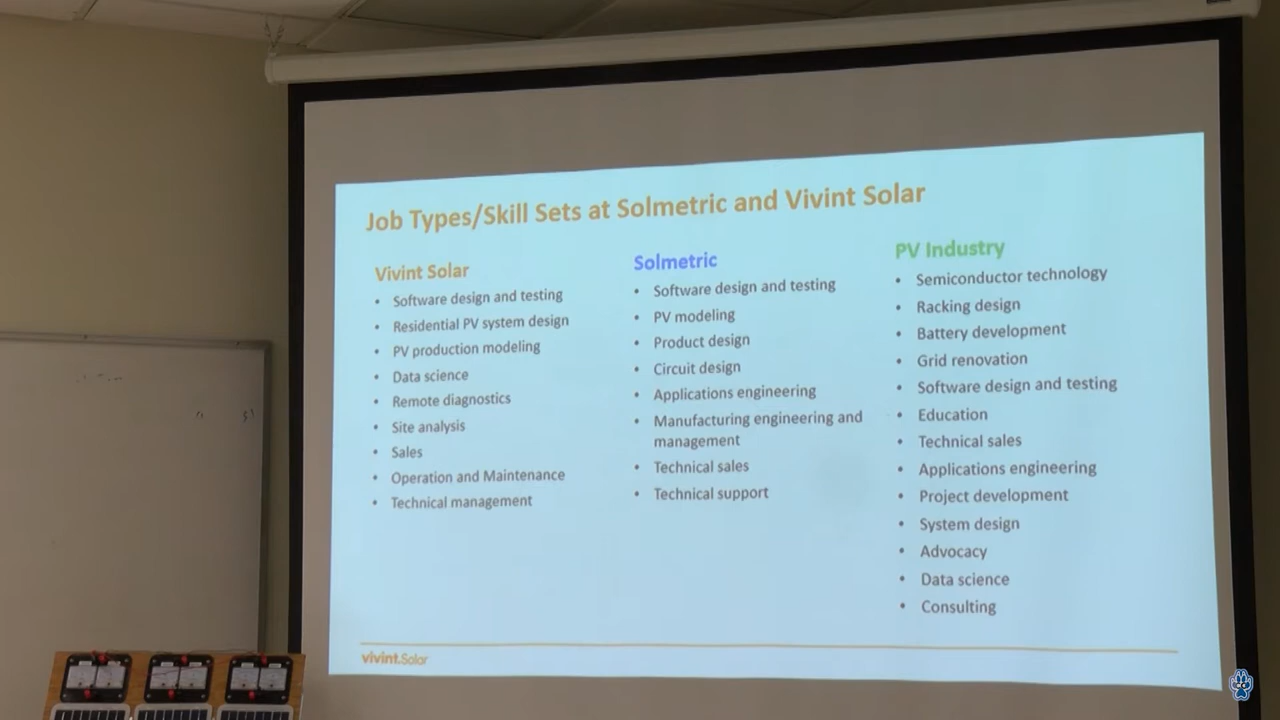 Job Types/Skill Sets at Solmetric and Vivint Solar
Vivint Solar
• Software design and testing
• Residential PV system design
• PV production modeling
• Data science
• Remote diagnostics
• Site analysis
• Sales
• Operation and Maintenance
• Technical management
Solmetric
• Software design and testing
• PV modeling
• Product design
• Circuit design
• Applications engineering
• Manufacturing engineering and
management
• Technical sales
• Technical support
PV Industry
• Semiconductor technology
• Racking design
• Battery development
• Grid renovation
• Software design and testing
• Education
• Technical sales
• Applications engineering
• Project development
• System design
• Advocacy
• Data science
• Consulting
vivint.Solar